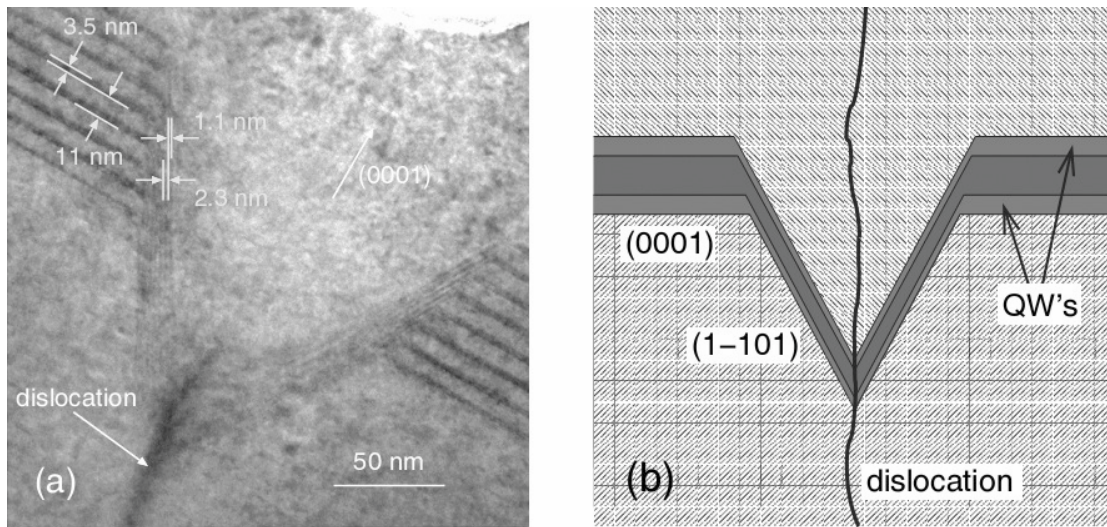 3.5 nm
11 nm
1.1 nm
2.3 nm
(0001)
dislocation
50 nm
(a)
(0001)
(1−101)
QW's
dislocation
(b)